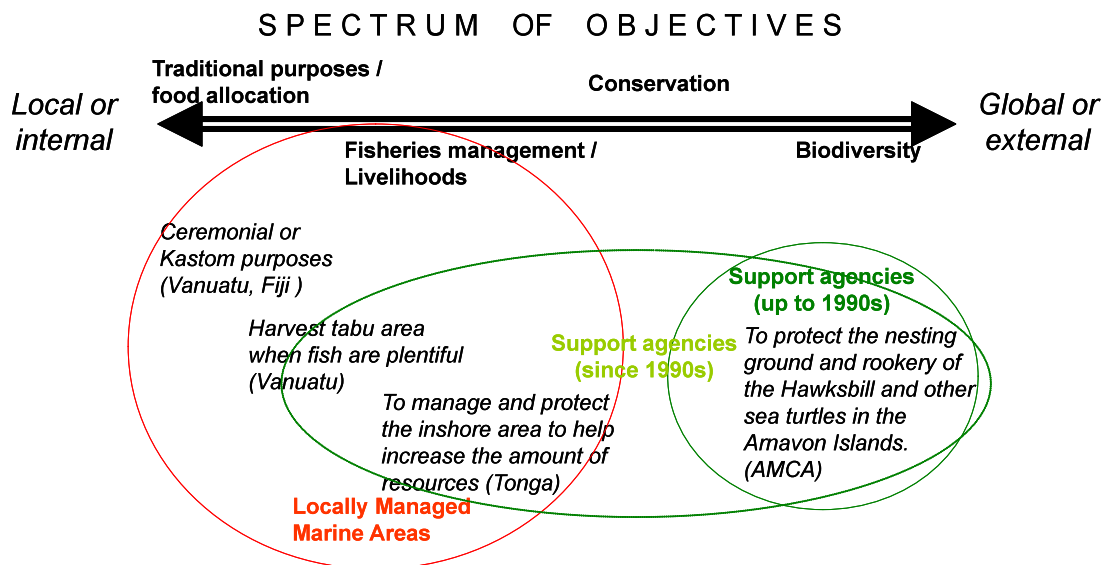 SPECTRUM OF OBJECTIVES
Traditional purposes /
food allocation
Conservation
Local or
internal
Global or
external
Fisheries management /
Livelihoods
Biodiversity
Ceremonial or
Kastom purposes
(Vanuatu, Fiji )
Harvest tabu area
when fish are plentiful
(Vanuatu)
To manage and protect
the inshore area to help
increase the amount of
resources (Tonga)
Locally Managed
Marine Areas
Support agencies
(since 1990s)
Support agencies
(up to 1990s)
To protect the nesting
ground and rookery of
the Hawksbill and other
sea turtles in the
Arnavon Islands.
(AMCA)